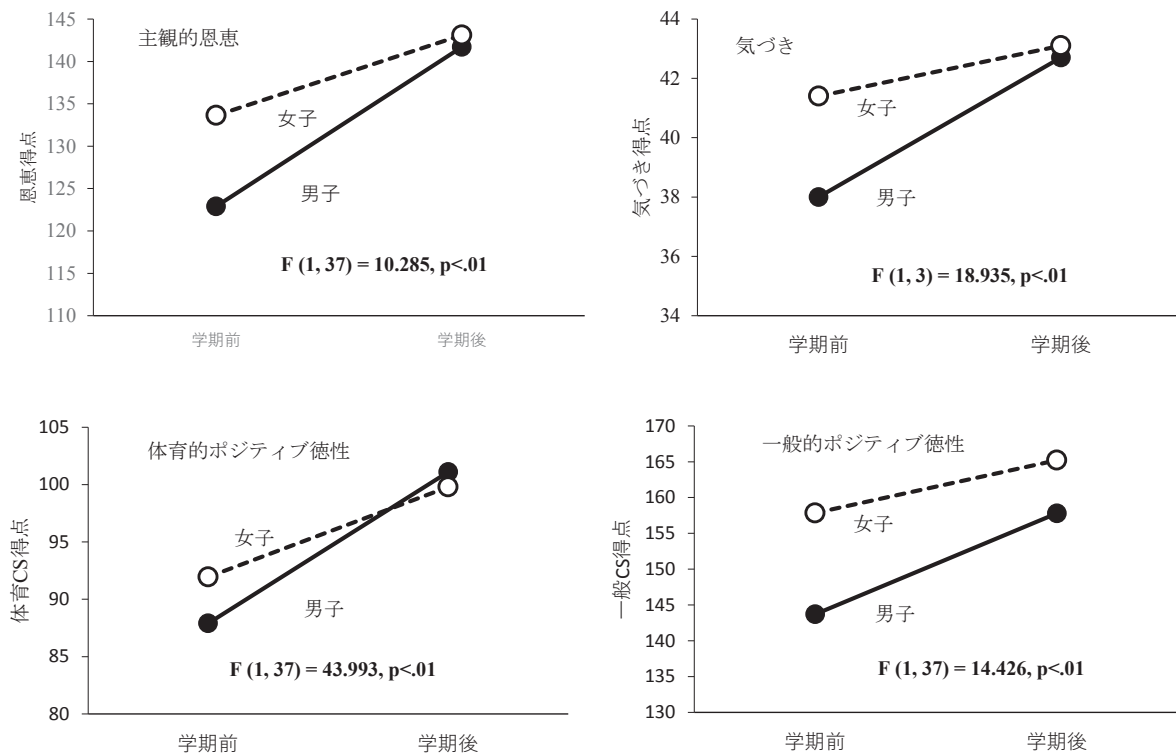 145
140
135
130
125
120
115
110
恩恵得点
主観的恩恵
女子
男子
F (1, 37) = 10.285, p<.01
学期前
学期後
44
42
40
38
36
34
気づき得点
気づき
女子
男子
F (1, 3) = 18.935, p<.01
学期前
学期後
105
100
95
90
85
80
体育CS得点
体育的ポジティブ徳性
女子
男子
F (1, 37) = 43.993, p<.01
学期前
学期後
170
165
160
155
150
145
140
135
130
一般CS得点
一般的ポジティブ徳性
女子
男子
F (1, 37) = 14.426, p<.01
学期前
学期後